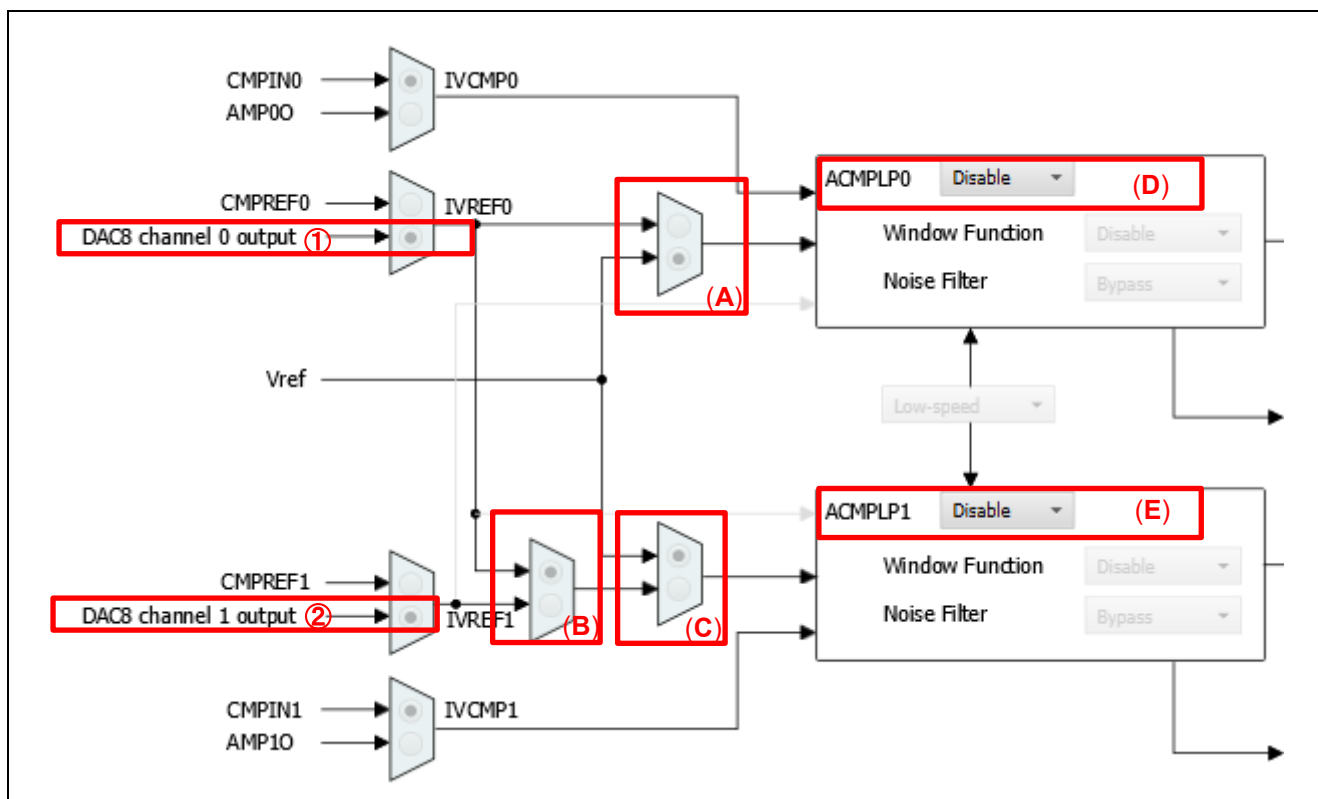 CMPIN0
IVCMP0
AMP0O
ACMPLP0 Disable (D)
CMPREF0
IVREF0
DAC8 channel 0 output ①
Window Function Disable
Noise Filter Bypass
(A)
Vref
Low-speed
ACMPLP1 Disable (E)
CMPREF1
DAC8 channel 1 output ②
IVREF1
(B)
(C)
Window Function Disable
Noise Filter Bypass
CMPIN1
IVCMP1
AMP1O